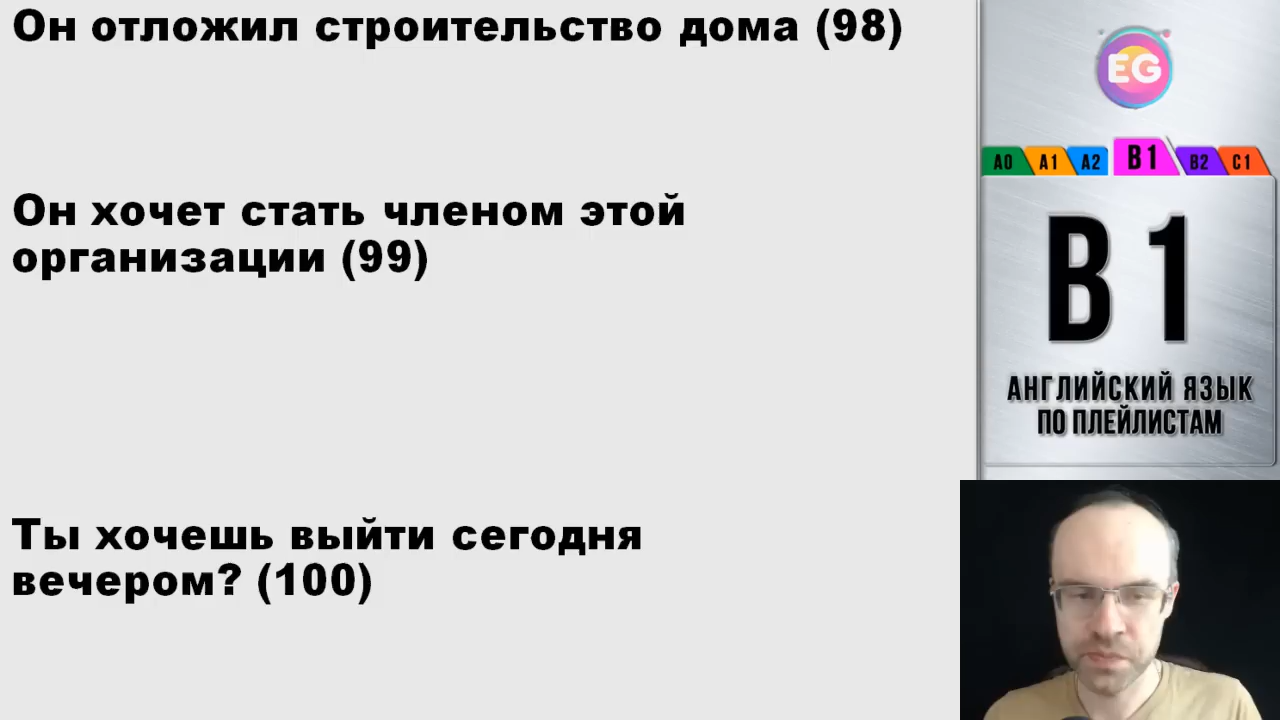 Он отложил строительство дома (98)
Он хочет стать членом этой
организации (99)
Ты хочешь выйти сегодня
вечером? (100)
EG
A0 A1 A2 B1 B2 C1
B1
АНГЛИЙСКИЙ ЯЗЫК
ПО ПЛЕЙЛИСТАМ